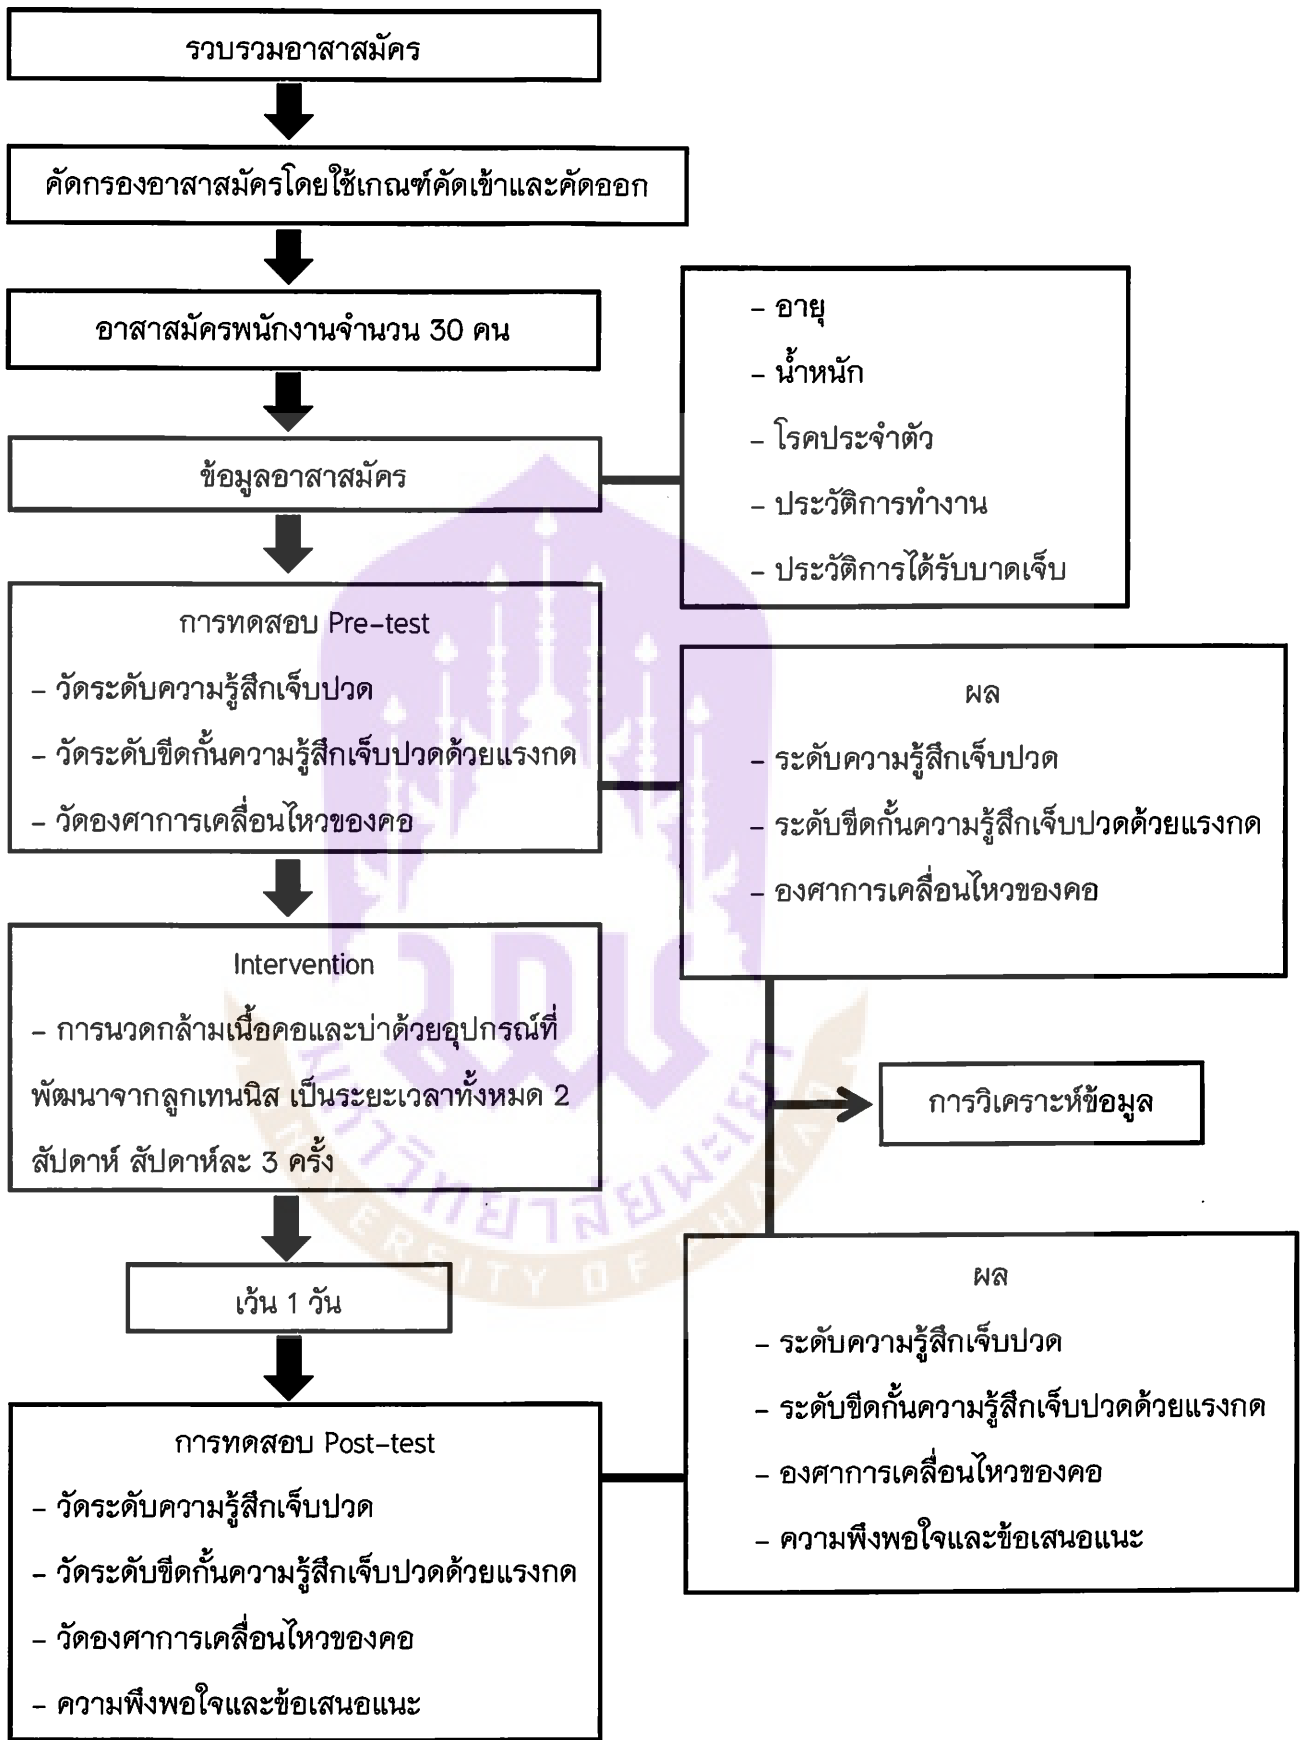 รวบรวมอาสาสมัคร
คัดกรองอาสาสมัครโดยใช้เกณฑ์คัดเข้าและคัดออก
อาสาสมัครพนักงานจำนวน 30 คน
ข้อมูลอาสาสมัคร
– อายุ
– น้ำหนัก
– โรคประจำตัว
– ประวัติการทำงาน
– ประวัติการได้รับบาดเจ็บ
การทดสอบ Pre–test
– วัดระดับความรู้สึกเจ็บปวด
– วัดระดับขีดกั้นความรู้สึกเจ็บปวดด้วยแรงกด
– วัดองศาการเคลื่อนไหวของคอ
ผล
– ระดับความรู้สึกเจ็บปวด
– ระดับขีดกั้นความรู้สึกเจ็บปวดด้วยแรงกด
– องศาการเคลื่อนไหวของคอ
Intervention
– การนวดกล้ามเนื้อคอและบ่าด้วยอุปกรณ์ที่
พัฒนาจากลูกเทนนิส เป็นระยะเวลาทั้งหมด 2
สัปดาห์ สัปดาห์ละ 3 ครั้ง
การวิเคราะห์ข้อมูล
เว้น 1 วัน
การทดสอบ Post–test
– วัดระดับความรู้สึกเจ็บปวด
– วัดระดับขีดกั้นความรู้สึกเจ็บปวดด้วยแรงกด
– วัดองศาการเคลื่อนไหวของคอ
– ความพึงพอใจและข้อเสนอแนะ
ผล
– ระดับความรู้สึกเจ็บปวด
– ระดับขีดกั้นความรู้สึกเจ็บปวดด้วยแรงกด
– องศาการเคลื่อนไหวของคอ
– ความพึงพอใจและข้อเสนอแนะ
มหาวิทยาลัยพะเยา
UNIVERSITY OF PHAYAO